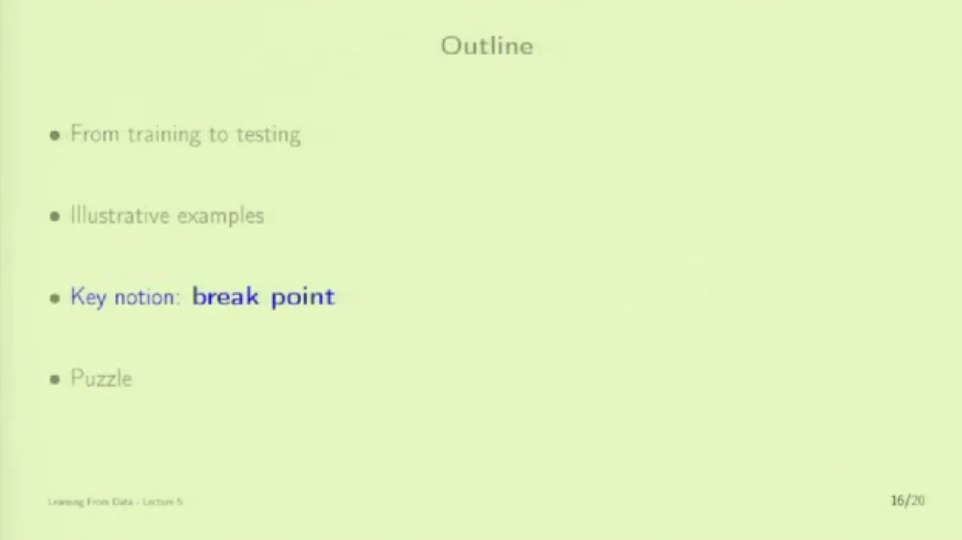 Outline
• From training to testing
• Illustrative examples
• Key notion: break point
• Puzzle
Learning From Data - Lecture 5
16/20